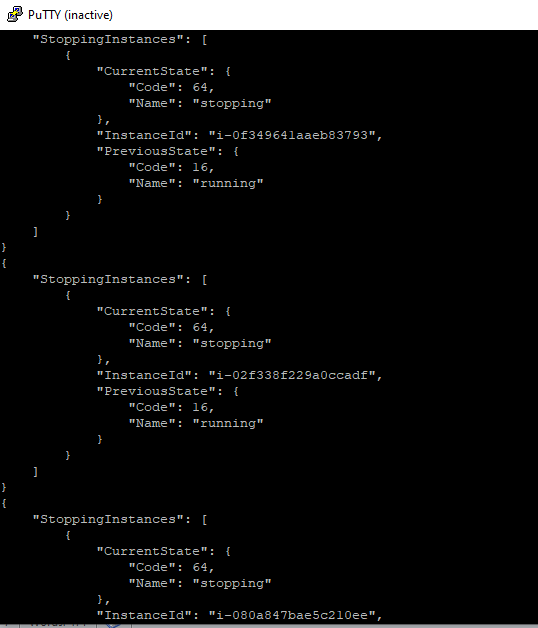 PuTTY (inactive)
"StoppingInstances": [
{
"CurrentState": {
"Code": 64,
"Name": "stopping"
},
"InstanceId": "i-0f349641aaeb83793",
"PreviousState": {
"Code": 16,
"Name": "running"
}
}
]
}
{
"StoppingInstances": [
{
"CurrentState": {
"Code": 64,
"Name": "stopping"
},
"InstanceId": "i-02f338f229a0ccadf",
"PreviousState": {
"Code": 16,
"Name": "running"
}
}
]
}
{
"StoppingInstances": [
{
"CurrentState": {
"Code": 64,
"Name": "stopping"
},
"InstanceId": "i-080a847bae5c210ee",